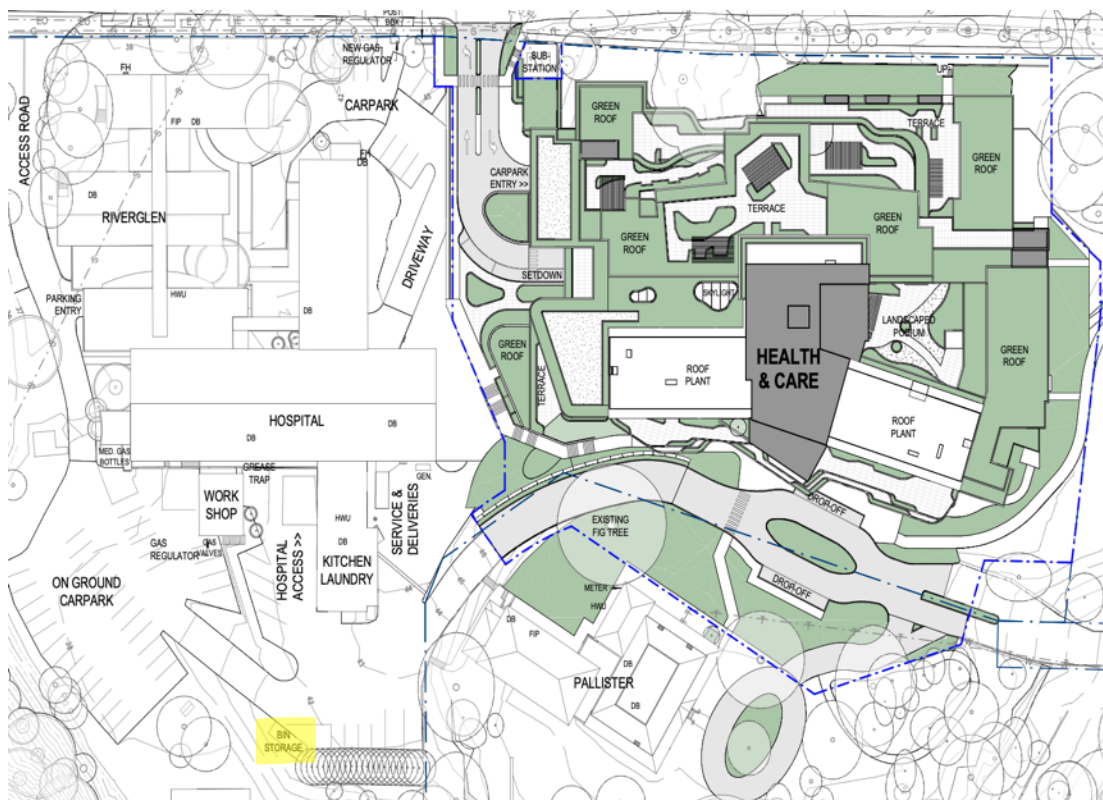 POST
BOX
NEW GAS
REGULATOR
SUB-
STATION
FH
CARPARK
UP
ACCESS ROAD
FIP DB
FH
DB
GREEN
ROOF
TERRACE
GREEN
ROOF
CARPARK
ENTRY >>
DB
RIVERGLEN
TERRACE
GREEN
ROOF
GREEN
ROOF
DRIVEWAY
SETDOWN
PARKING
ENTRY
HWU
DB
SKYLIGHT
LANDSCAPED
PODIUM
GREEN
ROOF
GREEN
ROOF
TERRACE
ROOF
PLANT
HEALTH
& CARE
HOSPITAL
DB
DB
ROOF
PLANT
MED. GAS
BOTTLES
GREASE
TRAP
GEN.
WORK
SHOP
HWU
SERVICE &
DELIVERIES
DROP-OFF
EXISTING
FIG TREE
GAS
REGULATOR
GAS
VALVES
HOSPITAL
ACCESS >>
DB
KITCHEN
LAUNDRY
ON GROUND
CARPARK
DROP-OFF
METER
HWU
DB
FIP
DB
PALLISTER
DB
BIN
STORAGE